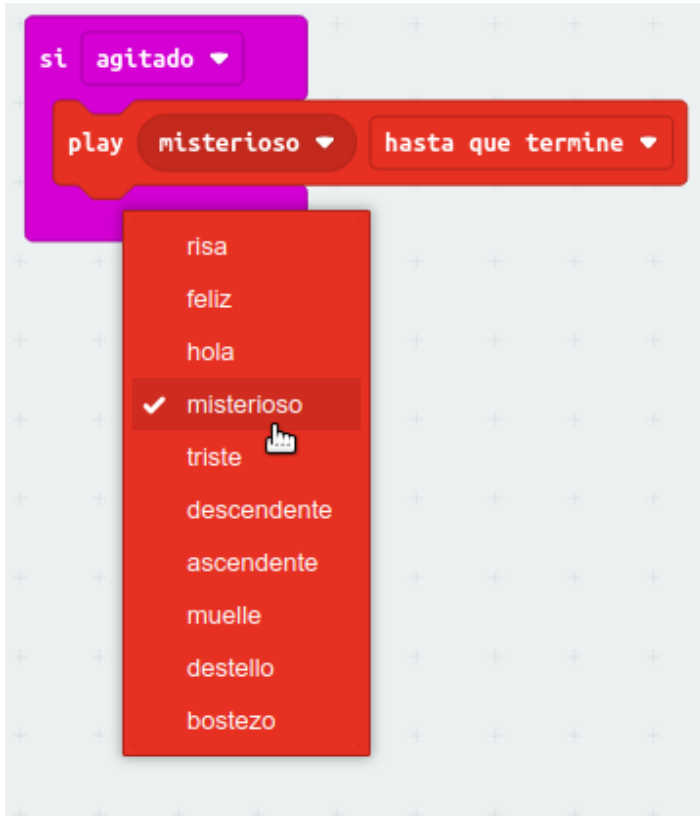 si agitado
play misterioso hasta que termine
risa
feliz
hola
misterioso
triste
descendente
ascendente
muelle
destello
bostezo